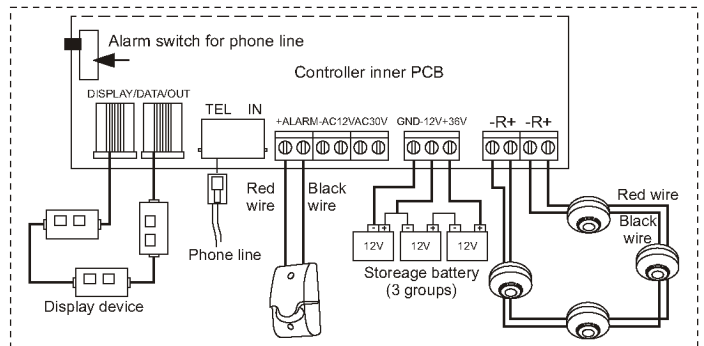 Alarm switch for phone line
Controller inner PCB
DISPLAY/DATA/OUT
TEL IN
+ALARM-AC12VAC30V
GND-12V+36V
-R+ -R+
Red wire
Black wire
Phone line
Display device
- +
- +
- +
12V
12V
12V
Storeage battery
(3 groups)
Red wire
Black
wire